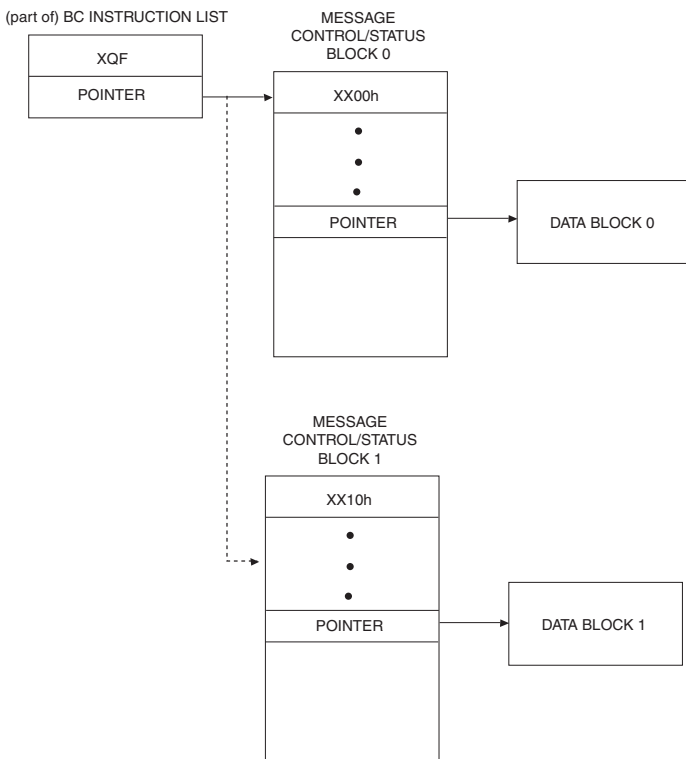 (part of) BC INSTRUCTION LIST
XQF
POINTER
MESSAGE
CONTROL/STATUS
BLOCK 0
XX00h
POINTER
DATA BLOCK 0
MESSAGE
CONTROL/STATUS
BLOCK 1
XX10h
POINTER
DATA BLOCK 1